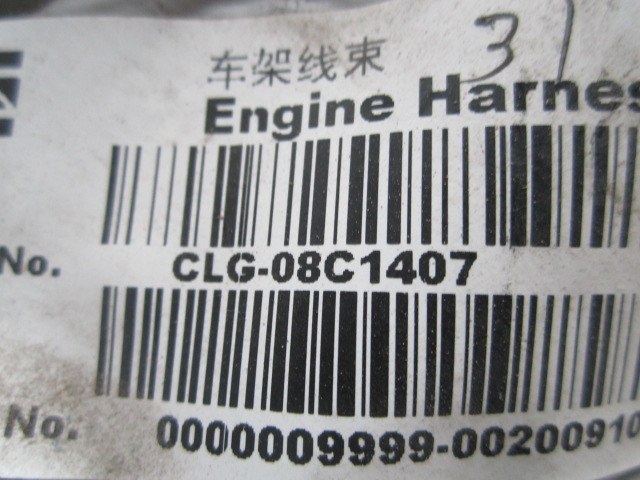 车架线束 31
Engine Harnes
No. CLG-08C1407
No. 0000009999-00200910